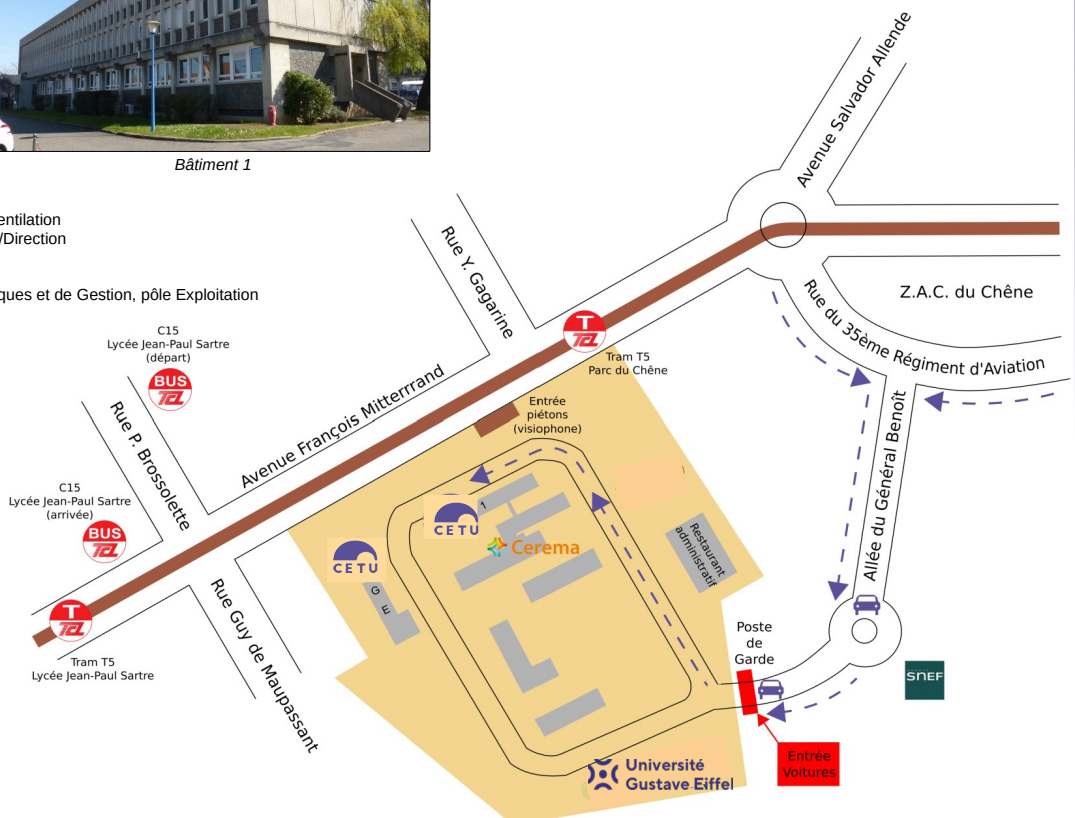 Bâtiment 1
entilation
/Direction
ques et de Gestion, pôle Exploitation
Avenue Salvador Allende
Rue Y. Gagarine
Z.A.C. du Chêne
Rue du 35ème Régiment d'Aviation
C15
Lycée Jean-Paul Sartre
(départ)
BUS
TCL
T
TCL
Tram T5
Parc du Chêne
Avenue François Mitterrrand
Rue P. Brossolette
Entrée
piétons
(visiophone)
Allée du Général Benoît
C15
Lycée Jean-Paul Sartre
(arrivée)
BUS
TCL
1
CETU
Cerema
Restaurant
administratif
CETU
G E
T
TCL
Tram T5
Lycée Jean-Paul Sartre
Rue Guy de Maupassant
Poste
de
Garde
SNEF
Entrée
Voitures
Université
Gustave Eiffel